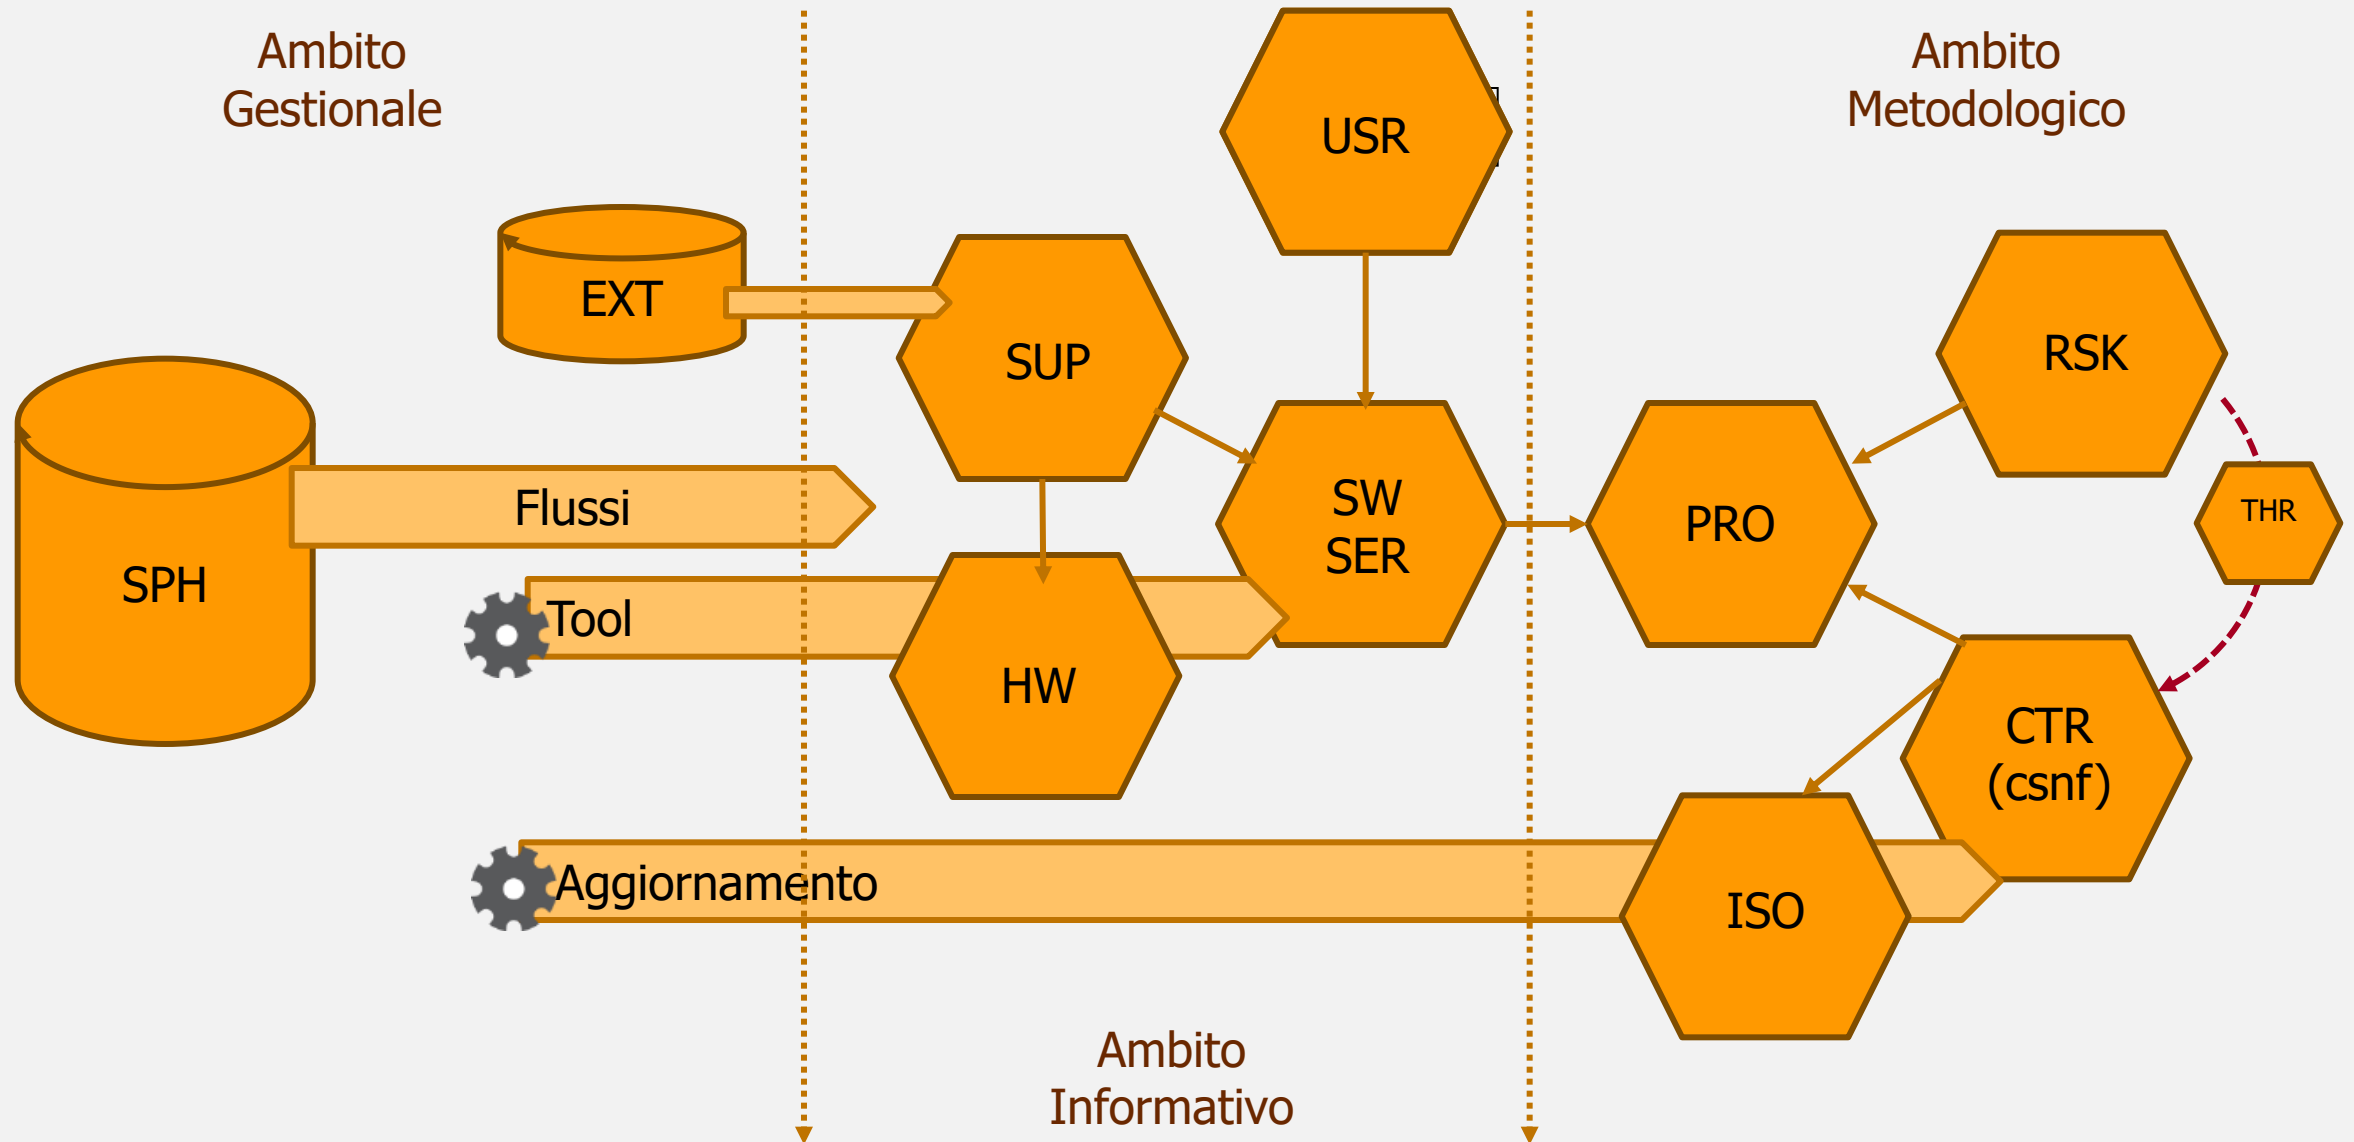 Ambito
Gestionale
Ambito
Metodologico
USR
EXT
SUP
RSK
Flussi
SW
SER
PRO
THR
SPH
Tool
HW
CTR
(csnf)
Aggiornamento
ISO
Ambito
Informativo